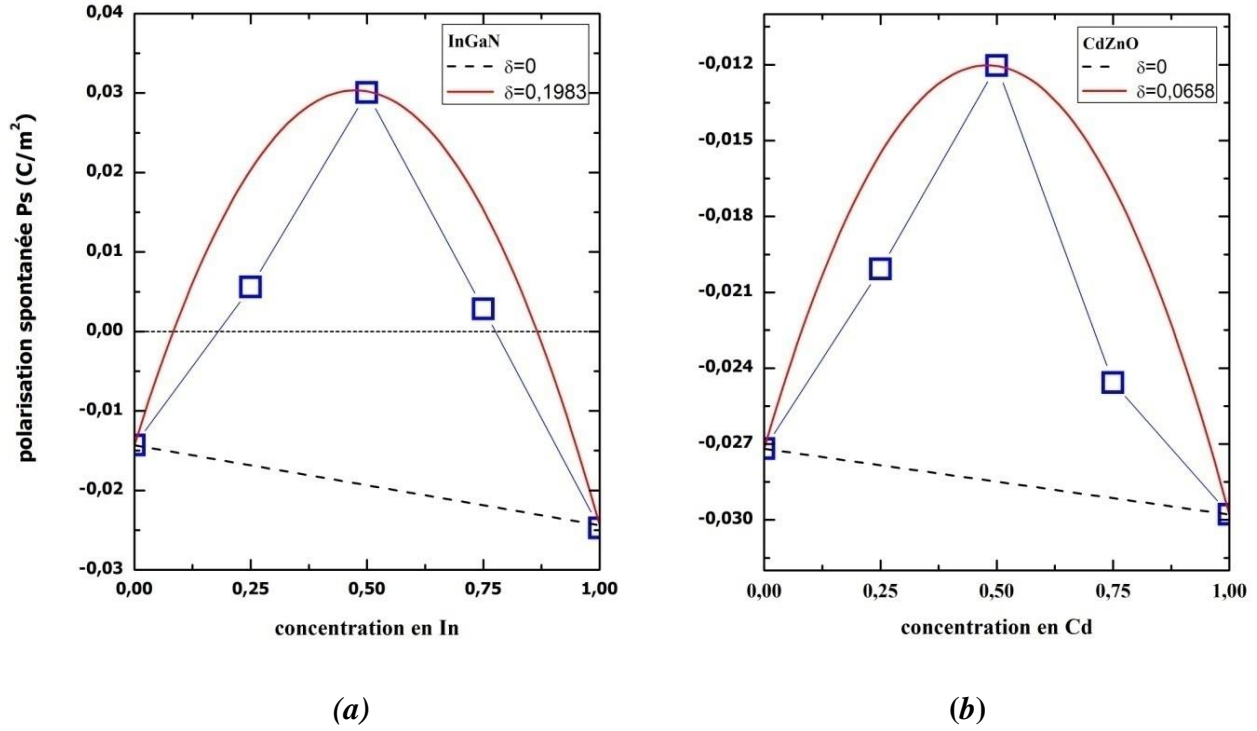 InGaN
δ=0
δ=0,1983
0,04
0,03
0,02
0,01
0,00
-0,01
-0,02
-0,03
polarisation spontanée Ps (C/m²)
0,00 0,25 0,50 0,75 1,00
concentration en In
(a)
CdZnO
δ=0
δ=0,0658
-0,012
-0,015
-0,018
-0,021
-0,024
-0,027
-0,030
0,00 0,25 0,50 0,75 1,00
concentration en Cd
(b)